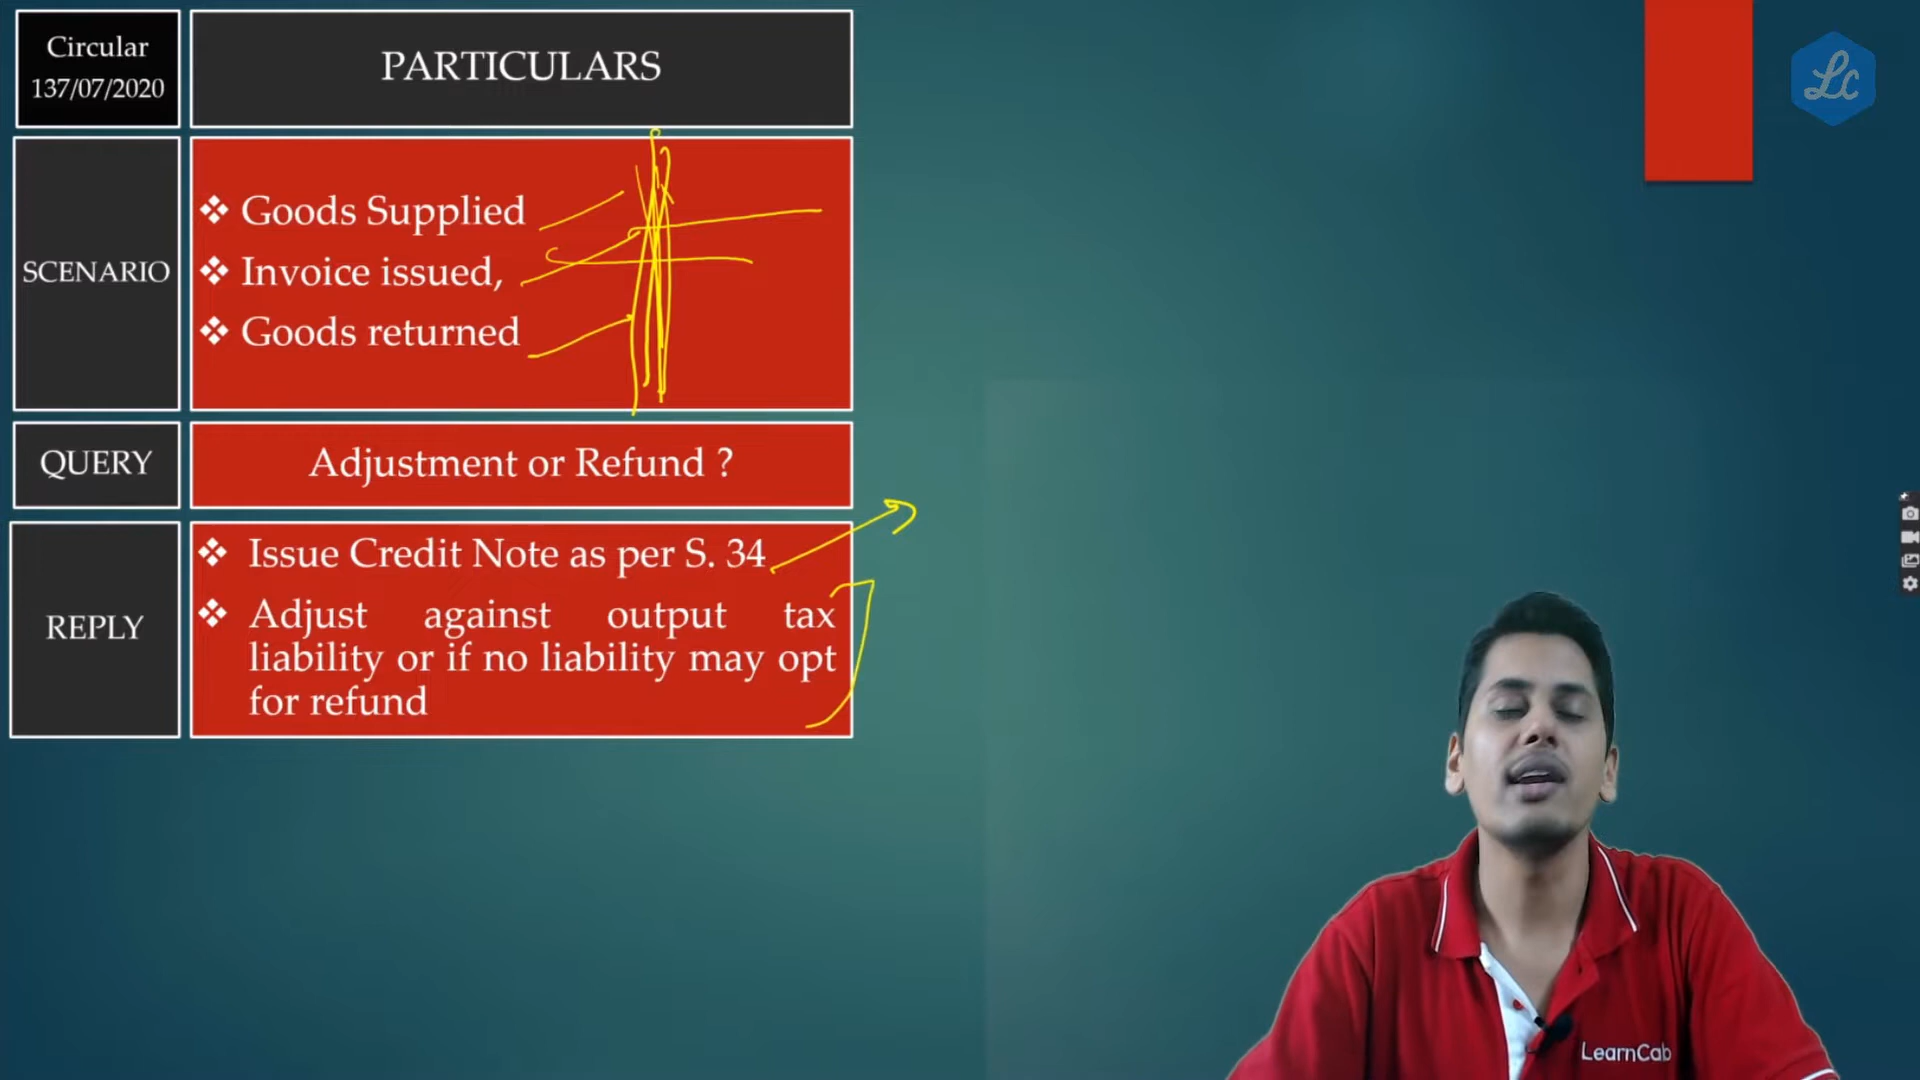 Circular
137/07/2020
PARTICULARS
SCENARIO
❖ Goods Supplied
❖ Invoice issued,
❖ Goods returned
QUERY
Adjustment or Refund ?
REPLY
❖ Issue Credit Note as per S. 34
❖ Adjust against output tax
liability or if no liability may opt
for refund
Lc
LearnCab